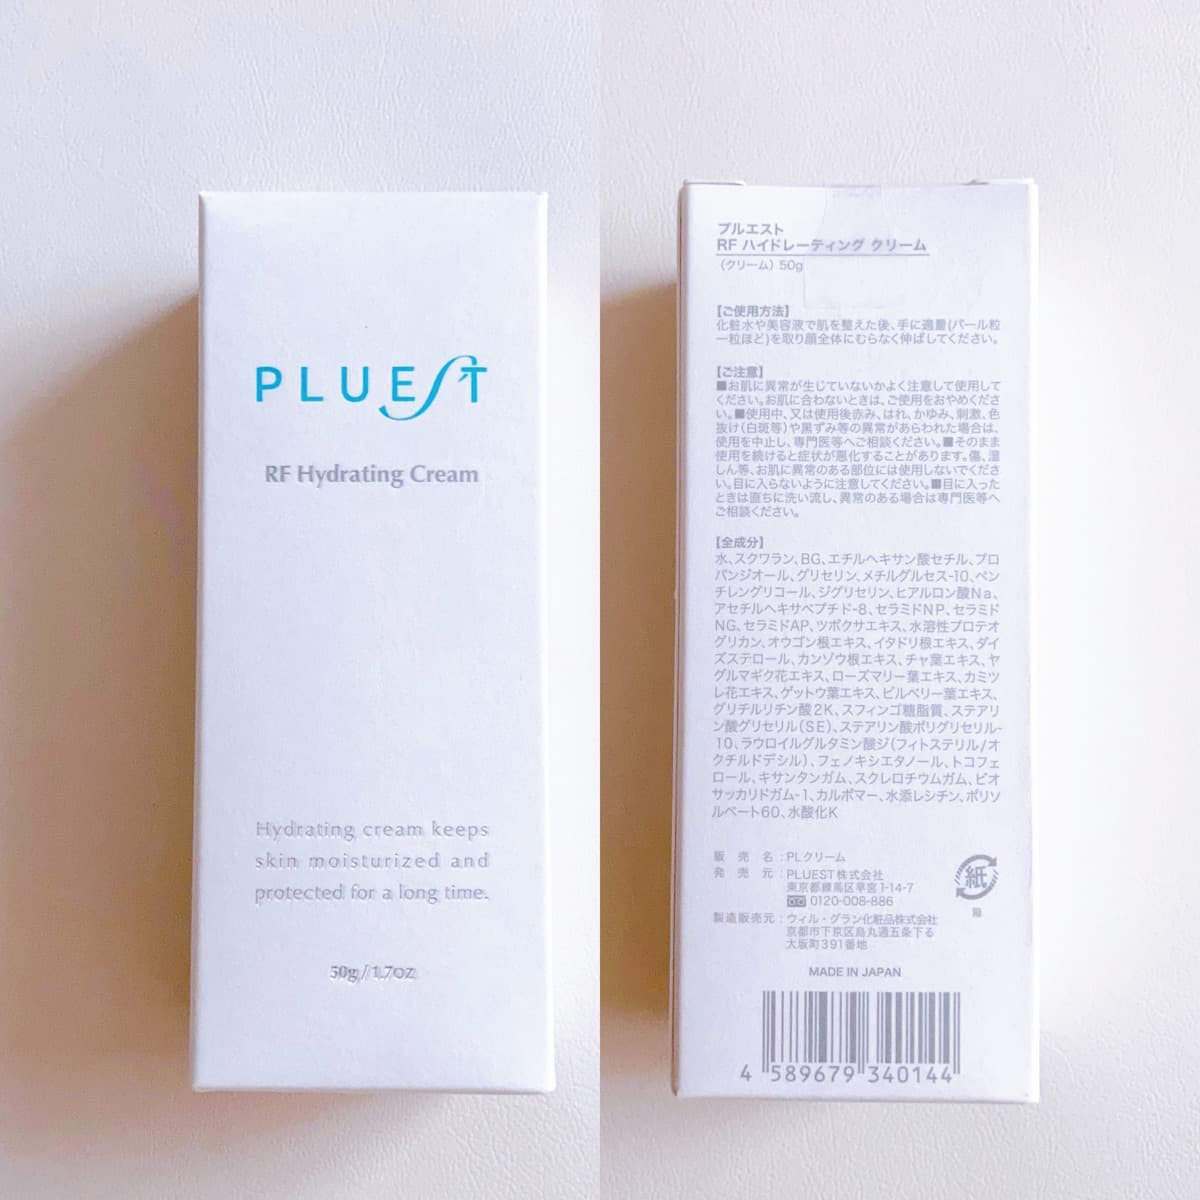 PLUEST
RF Hydrating Cream
Hydrating cream keeps
skin moisturized and
protected for a long time.
50g / 1.7oz
プルエスト
RF ハイドレーティング クリーム
（クリーム）50g
【ご使用方法】
化粧水や美容液で肌を整えた後、手に適量(パール粒
一粒ほど)を取り顔全体にむらなく伸ばしてください。
【ご注意】
■お肌に異常が生じていないかよく注意して使用して
ください。お肌に合わないときは、ご使用をおやめくださ
い。■使用中、又は使用後赤み、はれ、かゆみ、刺激、色
抜け(白斑等)や黒ずみ等の異常があらわれた場合は、
使用を中止し、専門医等へご相談ください。■そのまま
使用を続けると症状が悪化することがあります。傷、湿
しん等、お肌に異常のある部位には使用しないでくださ
い。目に入らないように注意してください。■目に入った
ときは直ちに洗い流し、異常のある場合は専門医等へ
ご相談ください。
【全成分】
水、スクワラン、BG、エチルヘキサン酸セチル、プロ
パンジオール、グリセリン、メチルグルセス-10、ペン
チレングリコール、ジグリセリン、ヒアルロン酸Na、
アセチルヘキサペプチド-8、セラミドNP、セラミド
NG、セラミドAP、ツボクサエキス、水溶性プロテオ
グリカン、オウゴン根エキス、イタドリ根エキス、ダイ
ズステロール、カンゾウ根エキス、チャ葉エキス、ヤ
グルマギク花エキス、ローズマリー葉エキス、カミツ
レ花エキス、ゲットウ葉エキス、ビルベリー葉エキス、
グリチルリチン酸2K、スフィンゴ糖脂質、ステアリ
ン酸グリセリル(SE)、ステアリン酸ポリグリセリル-
10、ラウロイルグルタミン酸ジ(フィトステリル/オ
クチルドデシル)、フェノキシエタノール、トコフェ
ロール、キサンタンガム、スクレロチウムガム、ビオ
サッカリドガム-1、カルボマー、水添レシチン、ポリソ
ルベート60、水酸化K
販 売 名：PLクリーム
発 売 元：PLUEST株式会社
東京都練馬区早宮1-14-7
0120-008-886
製造販売元：ウィル・グラン化粧品株式会社
京都市下京区烏丸通五条下る
大坂町391番地
紙
箱
MADE IN JAPAN
4 589679 340144